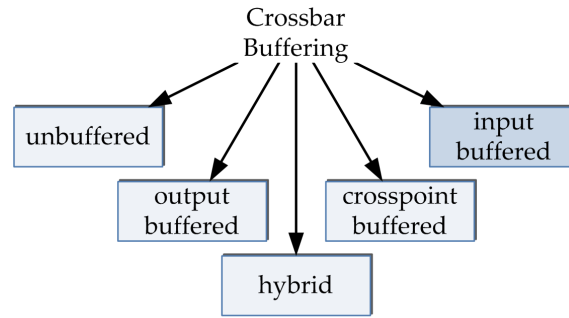 Crossbar
Buffering
unbuffered
input
buffered
output
buffered
crosspoint
buffered
hybrid